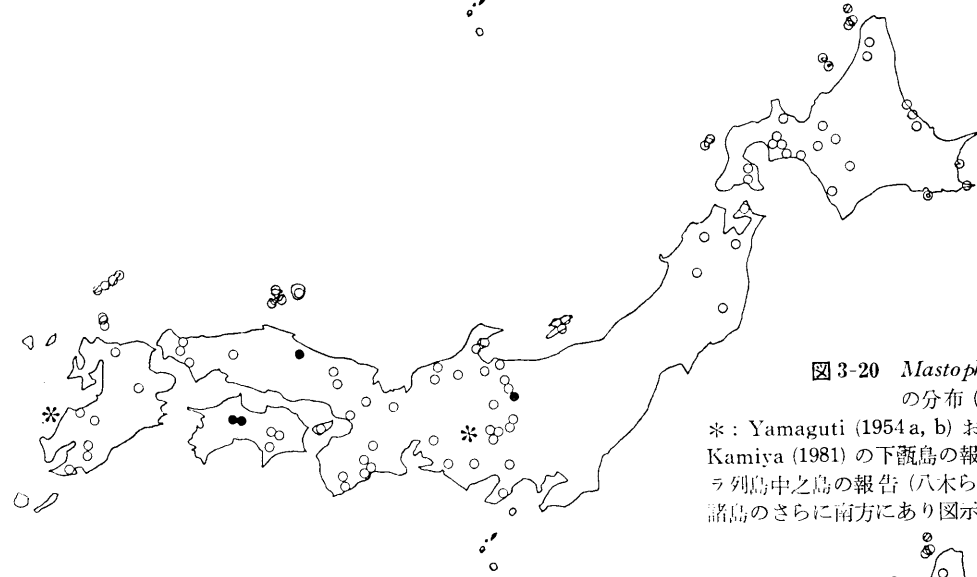 図 3-20 Mastoph
の分布 (
＊: Yamaguti (1954 a, b) お
Kamiya (1981) の下甑島の報
ラ列島中之島の報告 (八木ら
諸島のさらに南方にあり図示